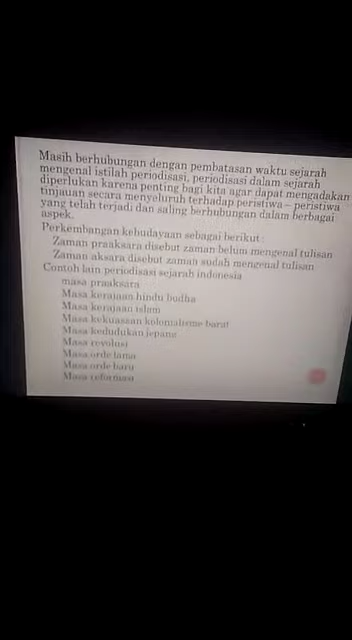 Masih berhubungan dengan pembatasan waktu sejarah
mengenal istilah periodisasi, periodisasi dalam sejarah
diperlukan karena penting bagi kita agar dapat mengadakan
tinjauan secara menyeluruh terhadap peristiwa – peristiwa
yang telah terjadi dan saling berhubungan dalam berbagai
aspek.
Perkembangan kebudayaan sebagai berikut :
Zaman praaksara disebut zaman belum mengenal tulisan
Zaman aksara disebut zaman sudah mengenal tulisan
Contoh lain periodisasi sejarah indonesia
masa praaksara
Masa kerajaan hindu budha
Masa kerajaan islam
Masa kekuasaan kolonialisme barat
Masa kedudukan jepang
Masa revolusi
Masa orde lama
Masa orde baru
Masa reformasi